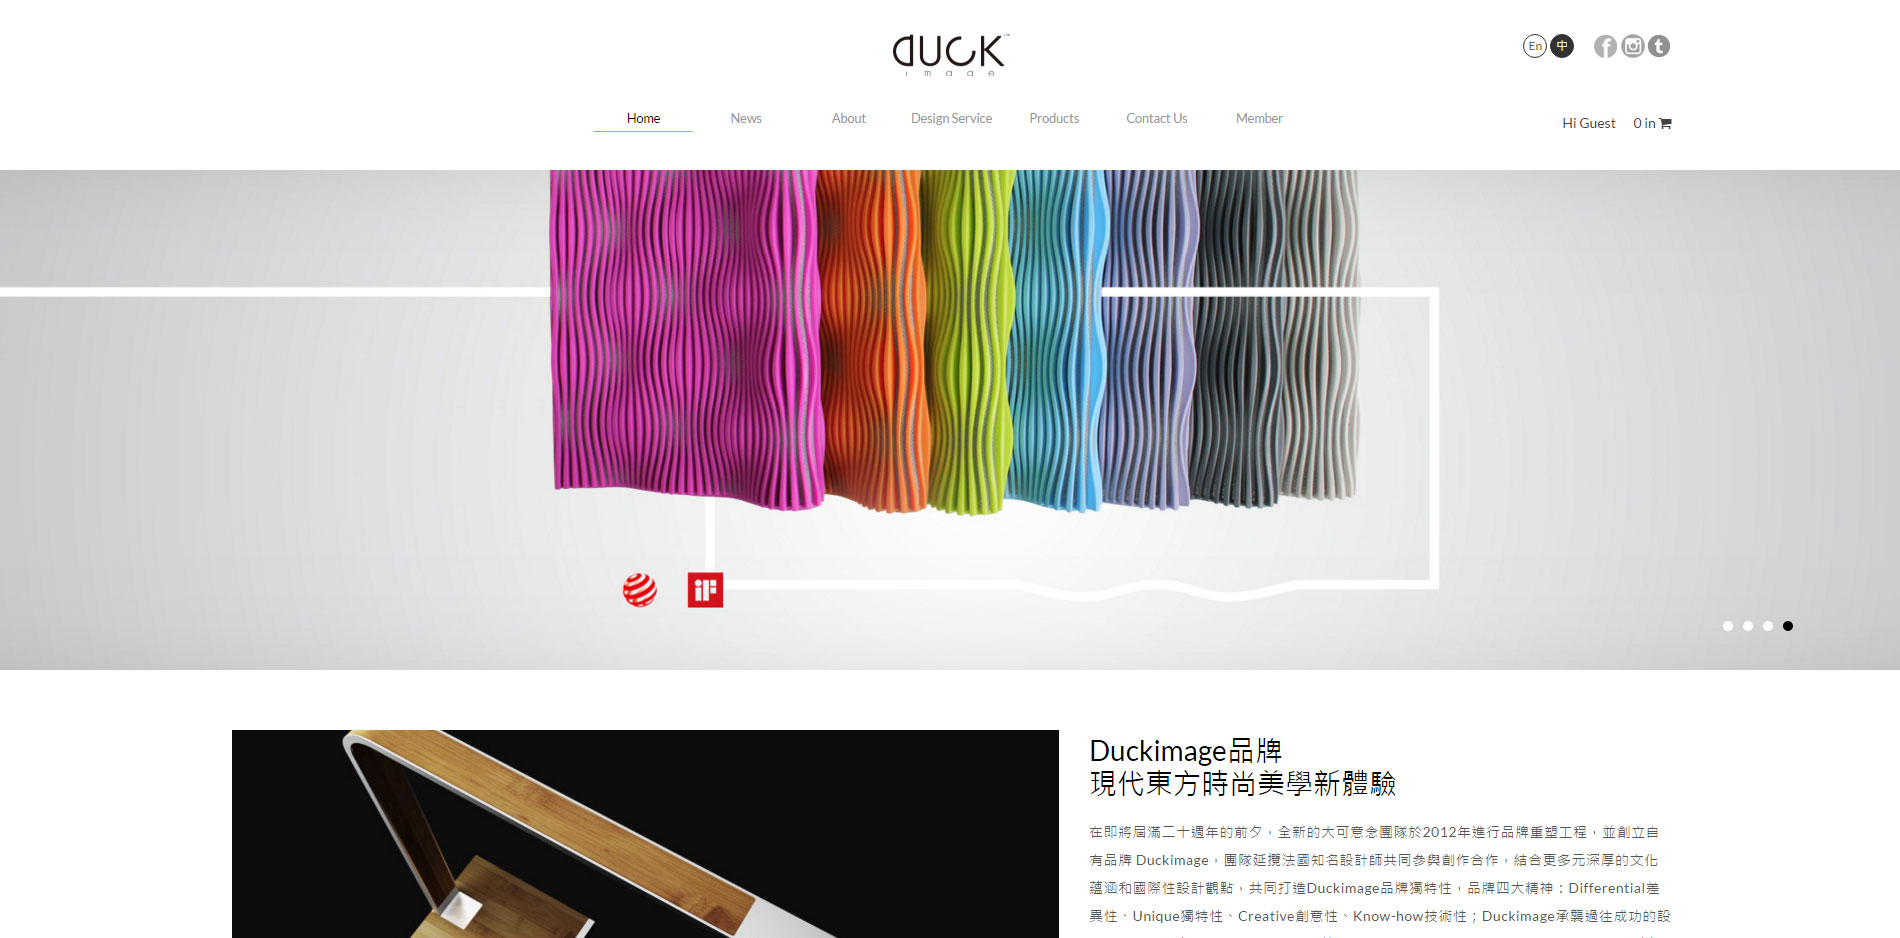 duck™
image
En 中
f t
Home News About Design Service Products Contact Us Member
Hi Guest 0 in
iF
Duckimage品牌
現代東方時尚美學新體驗
在即將屆滿二十週年的前夕，全新的大可意念團隊於2012年進行品牌重塑工程，並創立自
有品牌 Duckimage，團隊延攬法國知名設計師共同參與創作合作，結合更多元深厚的文化
蘊涵和國際性設計觀點，共同打造Duckimage品牌獨特性，品牌四大精神：Differential差
異性、Unique獨特性、Creative創意性、Know-how技術性；Duckimage承襲過往成功的設